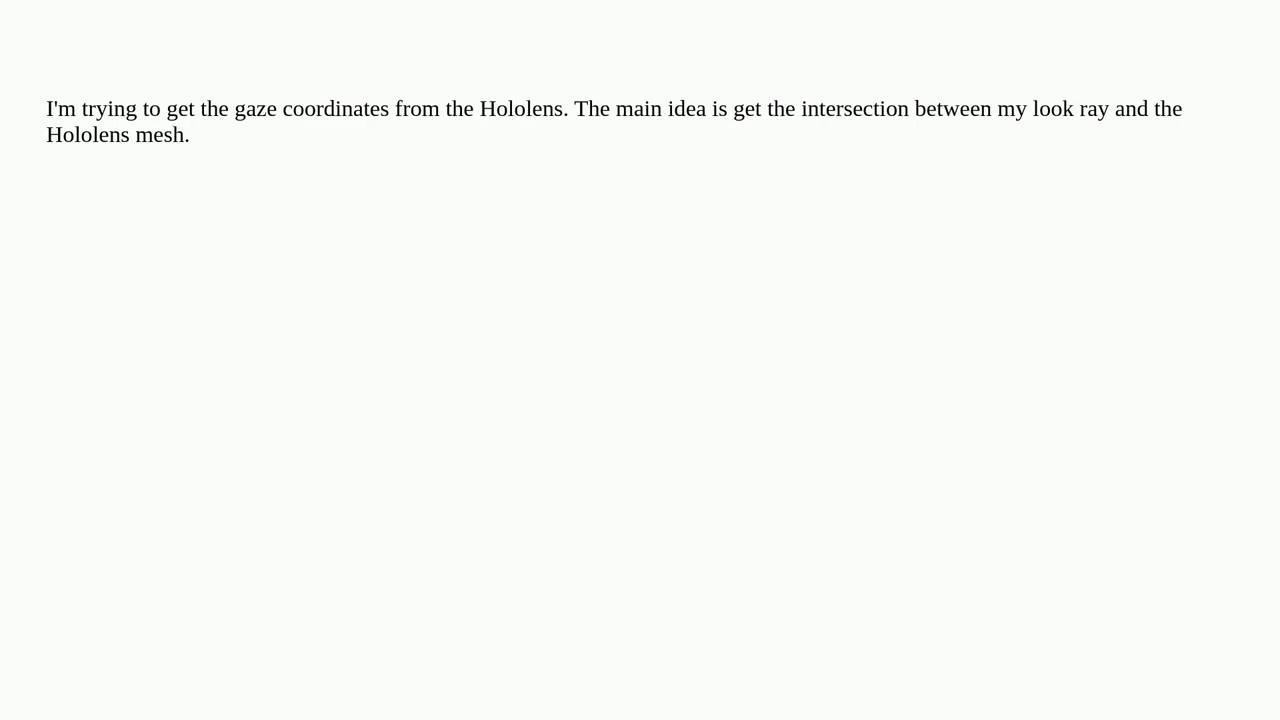 I'm trying to get the gaze coordinates from the Hololens. The main idea is get the intersection between my look ray and the
Hololens mesh.